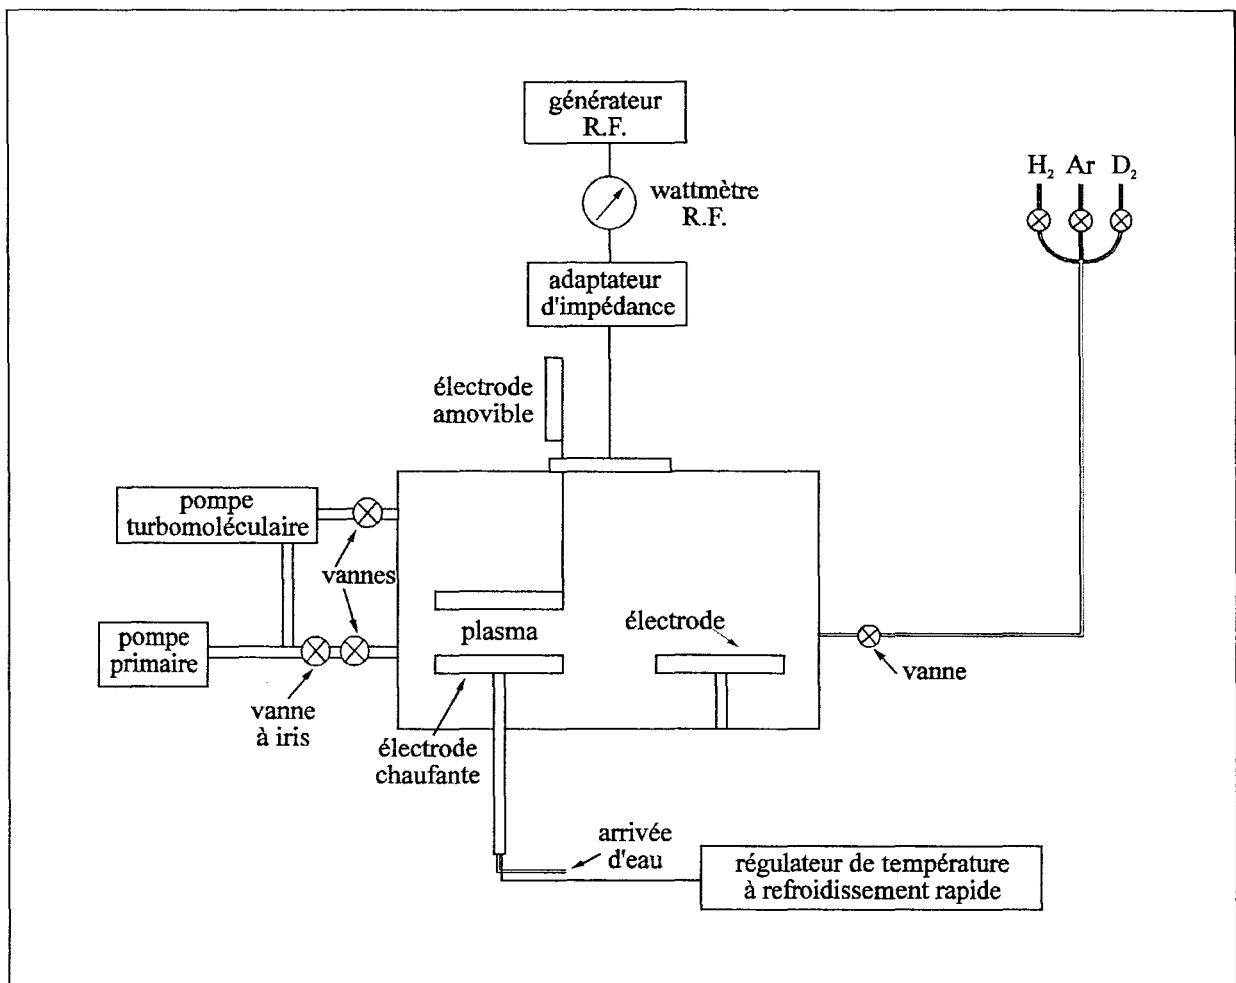 générateur
R.F.
wattmètre
R.F.
H₂ Ar D₂
adaptateur
d'impédance
électrode
amovible
pompe
turbomoléculaire
vannes
pompe
primaire
plasma
électrode
vanne
vanne
à iris
électrode
chaufante
arrivée
d'eau
régulateur de température
à refroidissement rapide